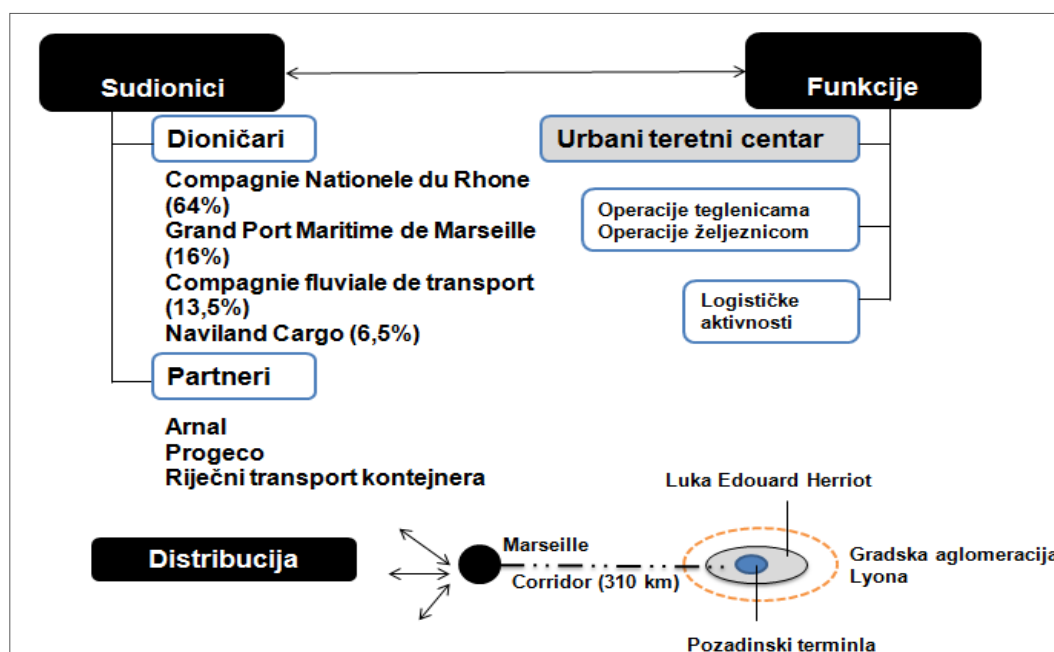 Sudionici
Funkcije
Dioničari
Urbani teretni centar
Compagnie Nationele du Rhone
(64%)
Grand Port Maritime de Marseille
(16%)
Compagnie fluviale de transport
(13,5%)
Naviland Cargo (6,5%)
Operacije teglenicama
Operacije željeznicom
Logističke
aktivnosti
Partneri
Arnal
Progeco
Riječni transport kontejnera
Luka Edouard Herriot
Distribucija
Marseille
Corridor (310 km)
Gradska aglomeracija
Lyona
Pozadinski terminla